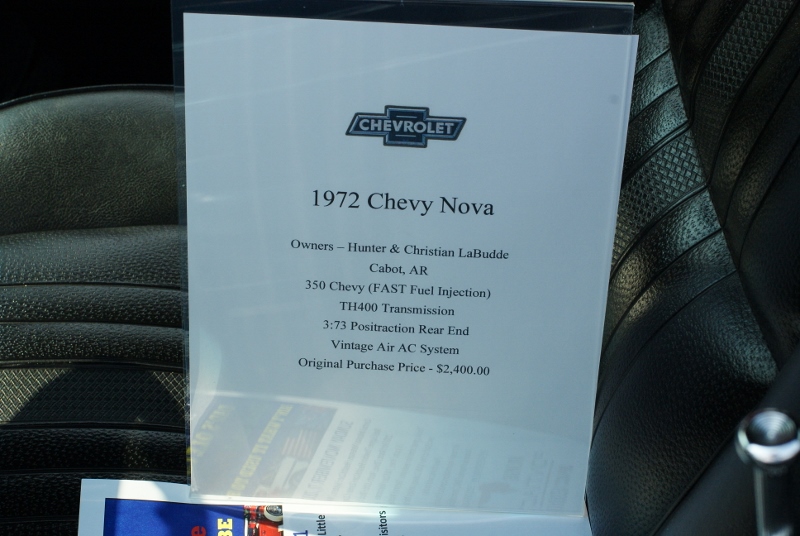 CHEVROLET
1972 Chevy Nova
Owners – Hunter & Christian LaBudde
Cabot, AR
350 Chevy (FAST Fuel Injection)
TH400 Transmission
3:73 Positraction Rear End
Vintage Air AC System
Original Purchase Price - $2,400.00
Little